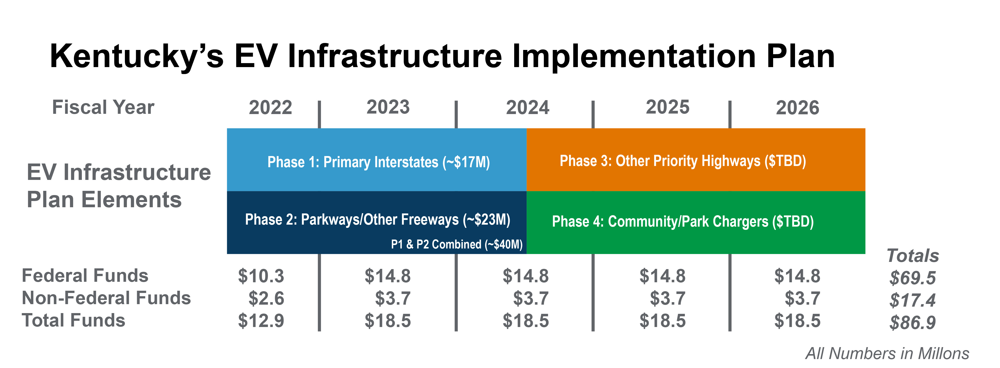 Kentucky’s EV Infrastructure Implementation Plan
Fiscal Year 2022 2023 2024 2025 2026
EV Infrastructure
Plan Elements
Phase 1: Primary Interstates (~$17M)
Phase 3: Other Priority Highways ($TBD)
Phase 2: Parkways/Other Freeways (~$23M)
P1 & P2 Combined (~$40M)
Phase 4: Community/Park Chargers ($TBD)
Totals
Federal Funds $10.3 $14.8 $14.8 $14.8 $14.8 $69.5
Non-Federal Funds $2.6 $3.7 $3.7 $3.7 $3.7 $17.4
Total Funds $12.9 $18.5 $18.5 $18.5 $18.5 $86.9
All Numbers in Millons